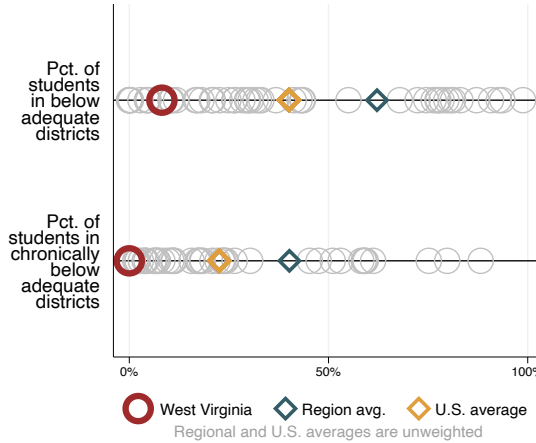 Pct. of
students
in below
adequate
districts
Pct. of
students in
chronically
below
adequate
districts
0%
50%
100%
West Virginia
Region avg.
U.S. average
Regional and U.S. averages are unweighted